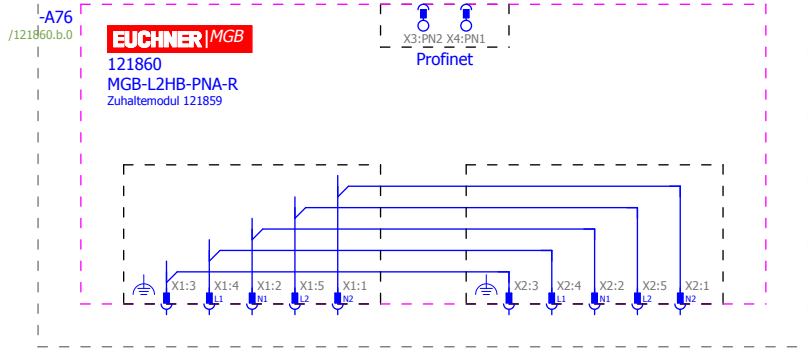 -A76
/121860.b.0
EUCHNER MGB
121860
MGB-L2HB-PNA-R
Zuhaltemodul 121859
X3:PN2 X4:PN1
Profinet
X1:3 X1:4 X1:2 X1:5 X1:1 X2:3 X2:4 X2:2 X2:5 X2:1
L1 N1 L2 N2 L1 N1 L2 N2